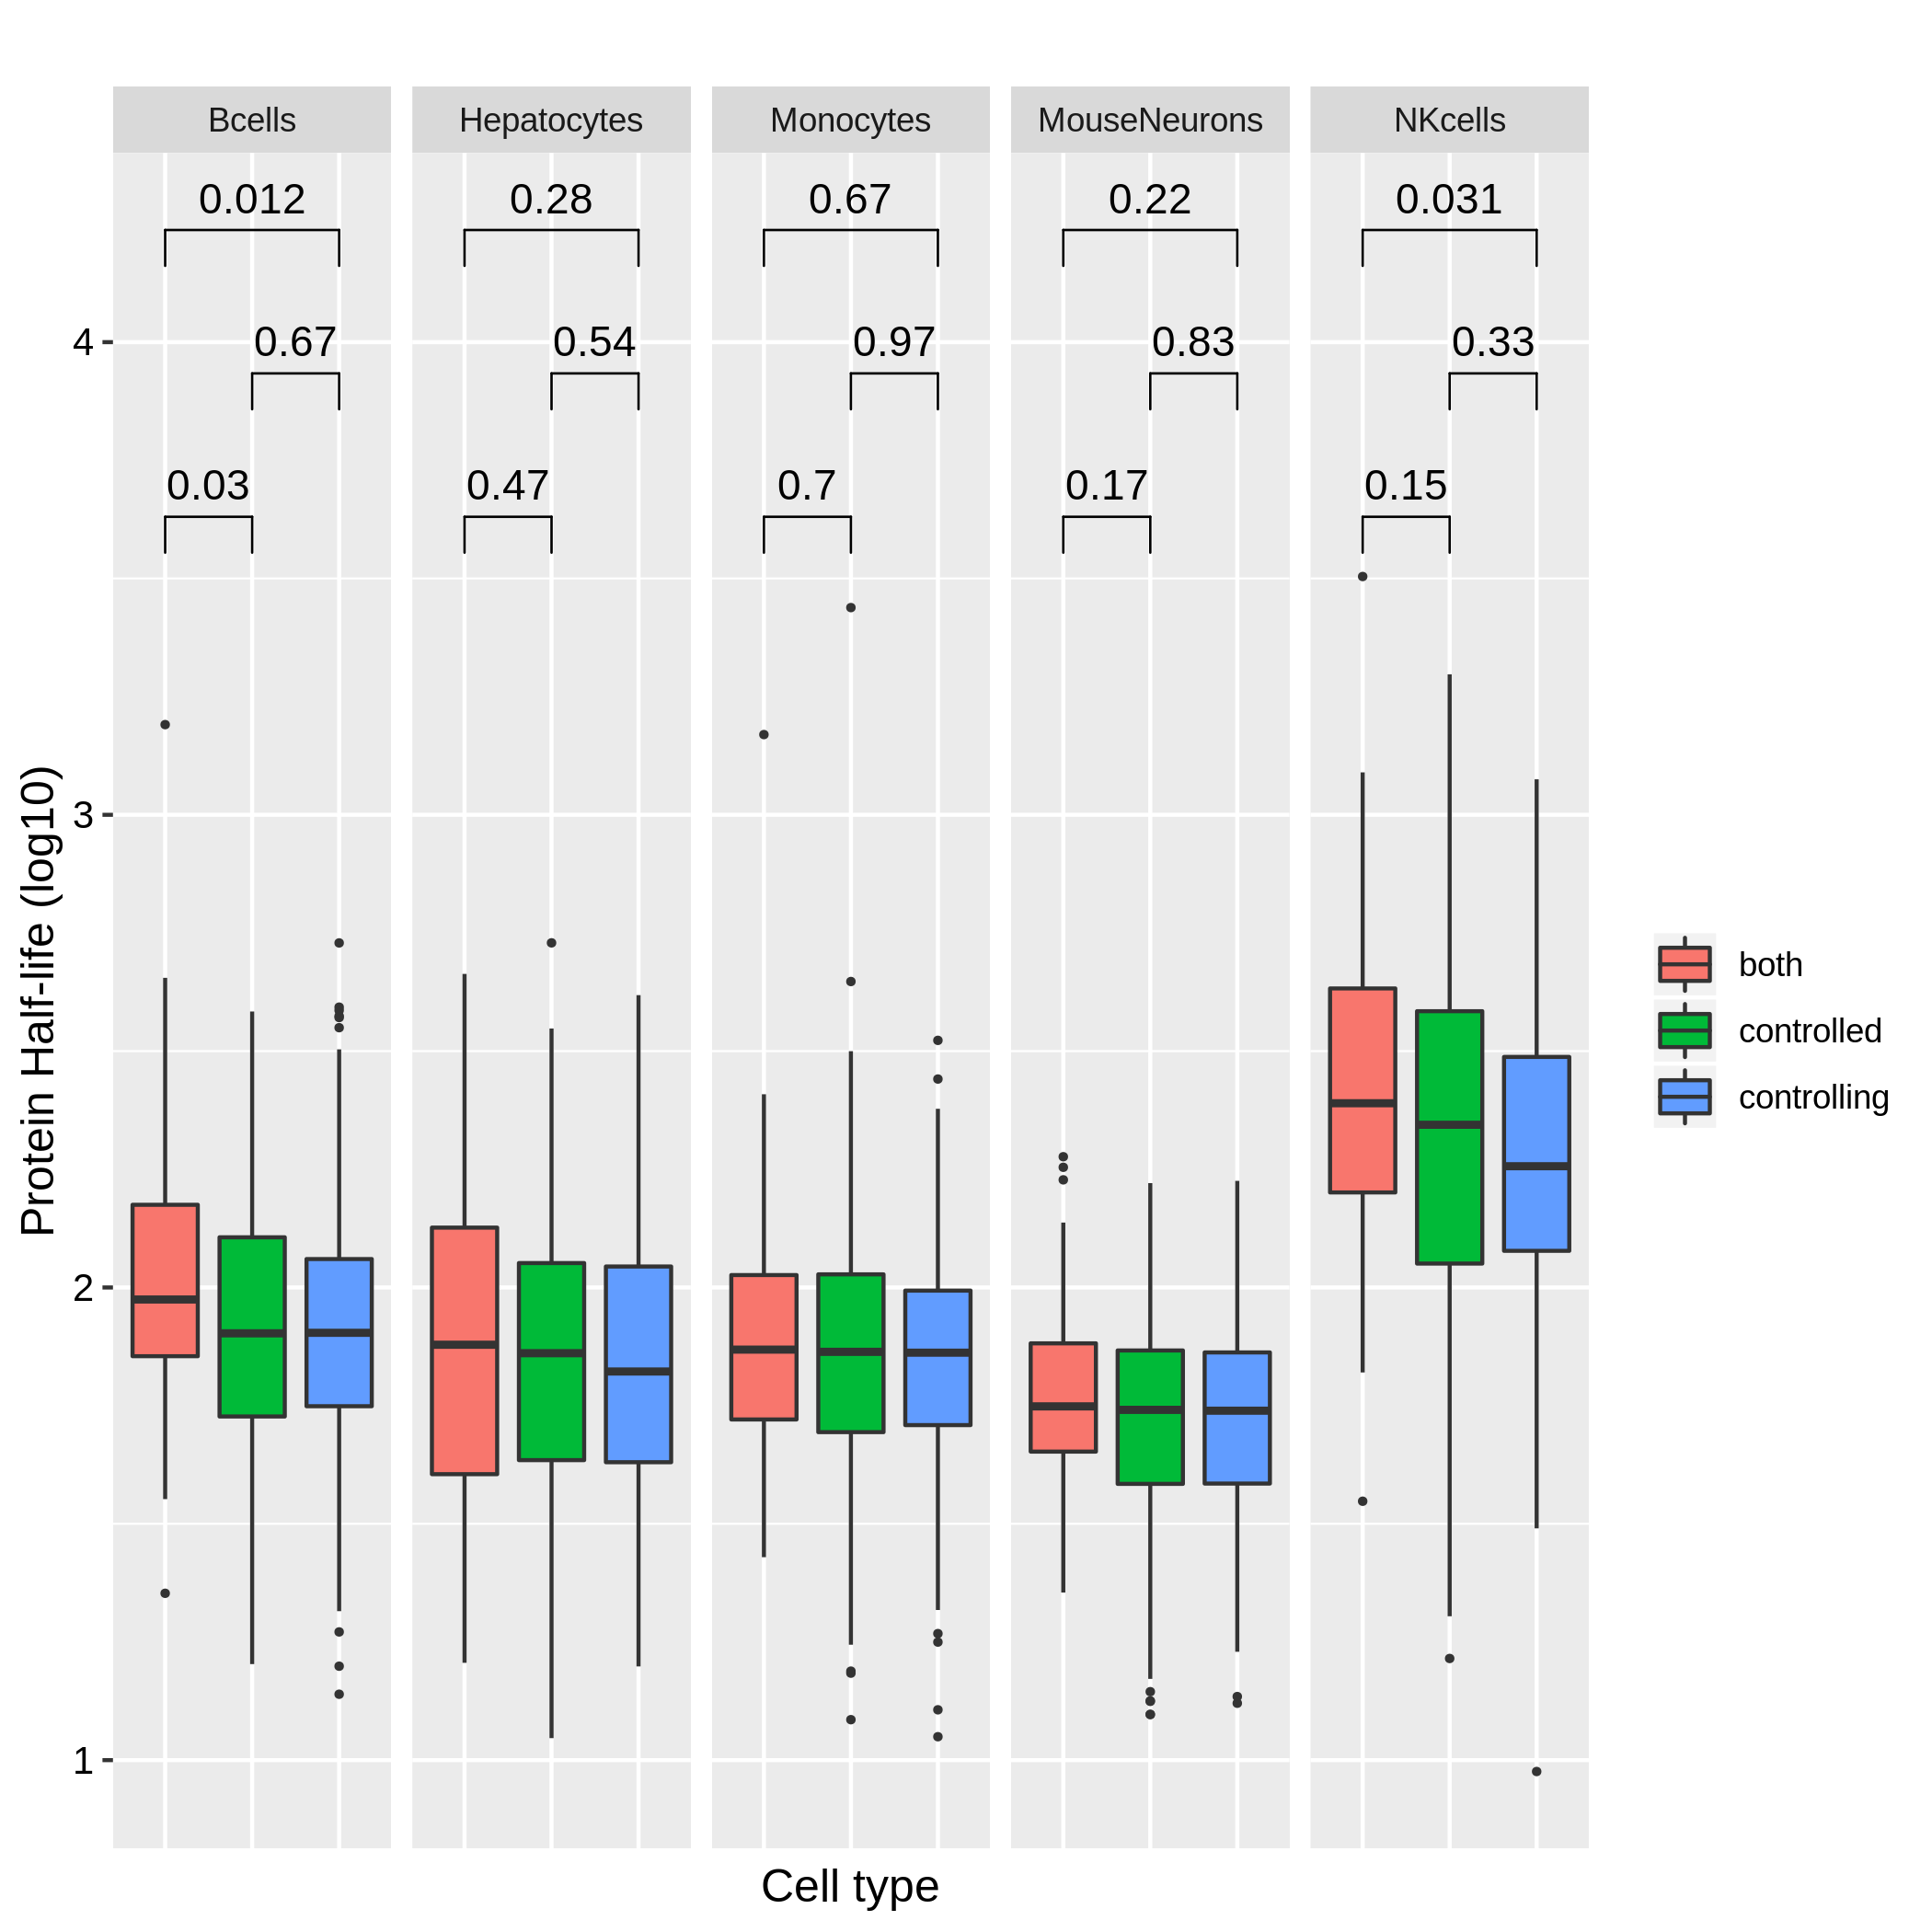 Bcells Hepatocytes Monocytes MouseNeurons NKcells
0.012 0.28 0.67 0.22 0.031
4 0.67 0.54 0.97 0.83 0.33
0.03 0.47 0.7 0.17 0.15
3
2
1
Protein Half-life (log10)
Cell type
both
controlled
controlling